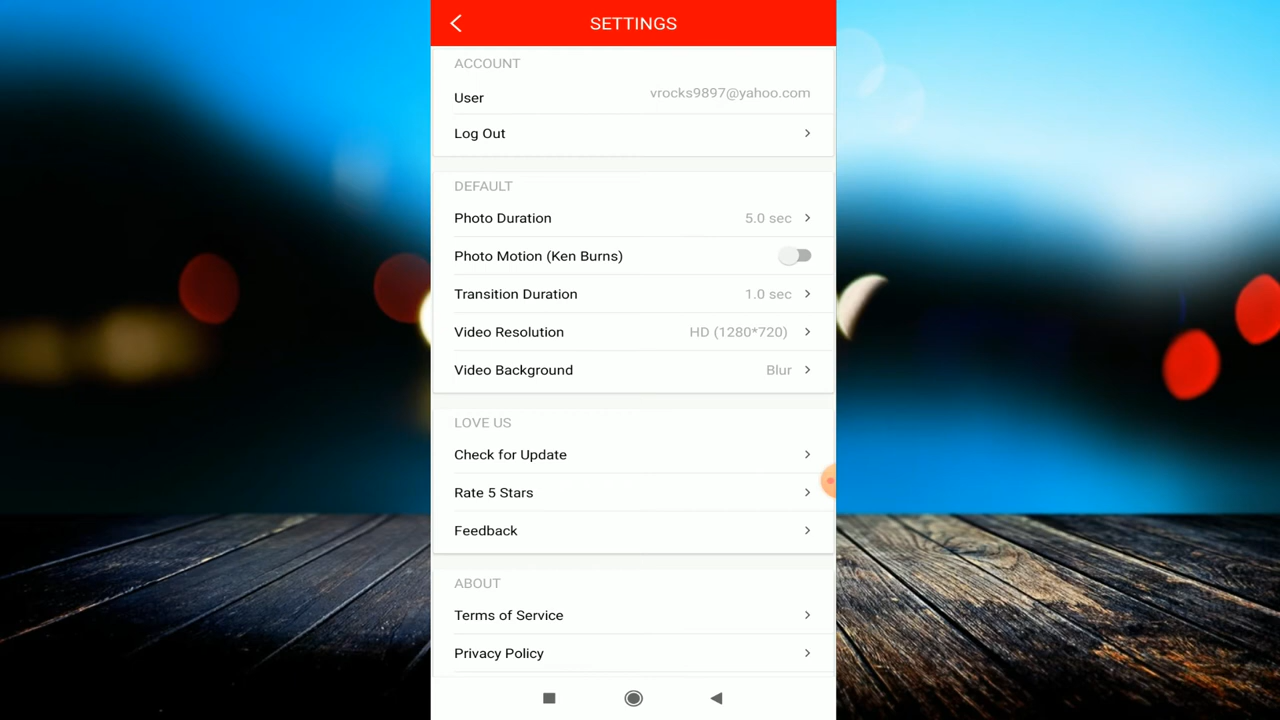 SETTINGS
ACCOUNT
User vrocks9897@yahoo.com
Log Out
DEFAULT
Photo Duration 5.0 sec
Photo Motion (Ken Burns)
Transition Duration 1.0 sec
Video Resolution HD (1280*720)
Video Background Blur
LOVE US
Check for Update
Rate 5 Stars
Feedback
ABOUT
Terms of Service
Privacy Policy